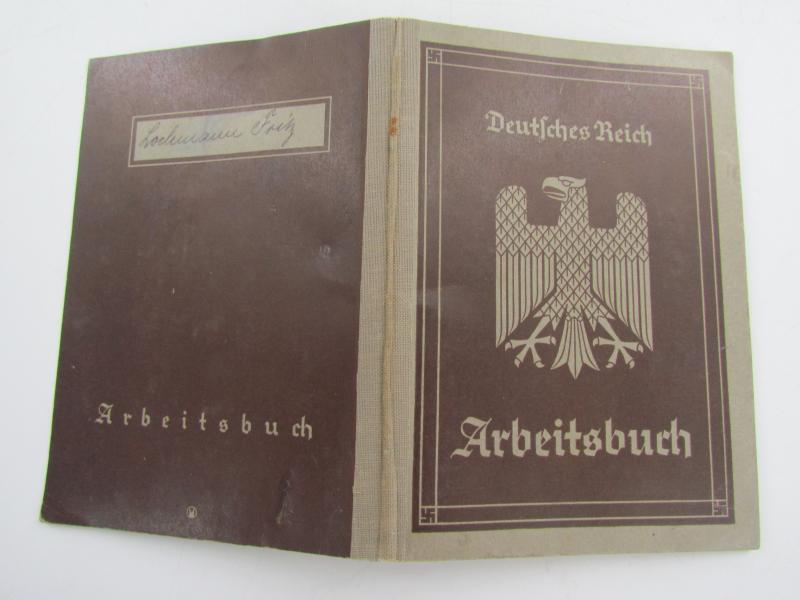 Lochmann Fritz
Arbeitsbuch
Deutsches Reich
Arbeitsbuch